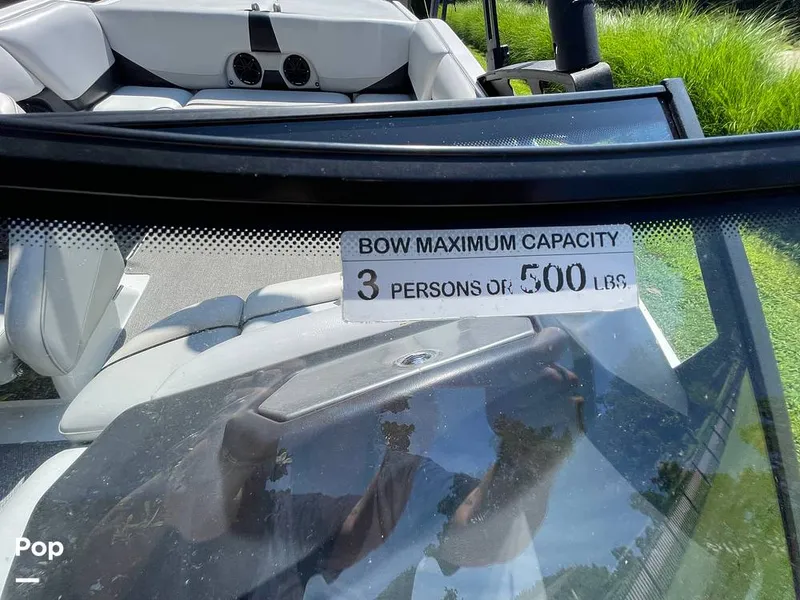 BOW MAXIMUM CAPACITY
3 PERSONS OR 500 LBS.
Pop